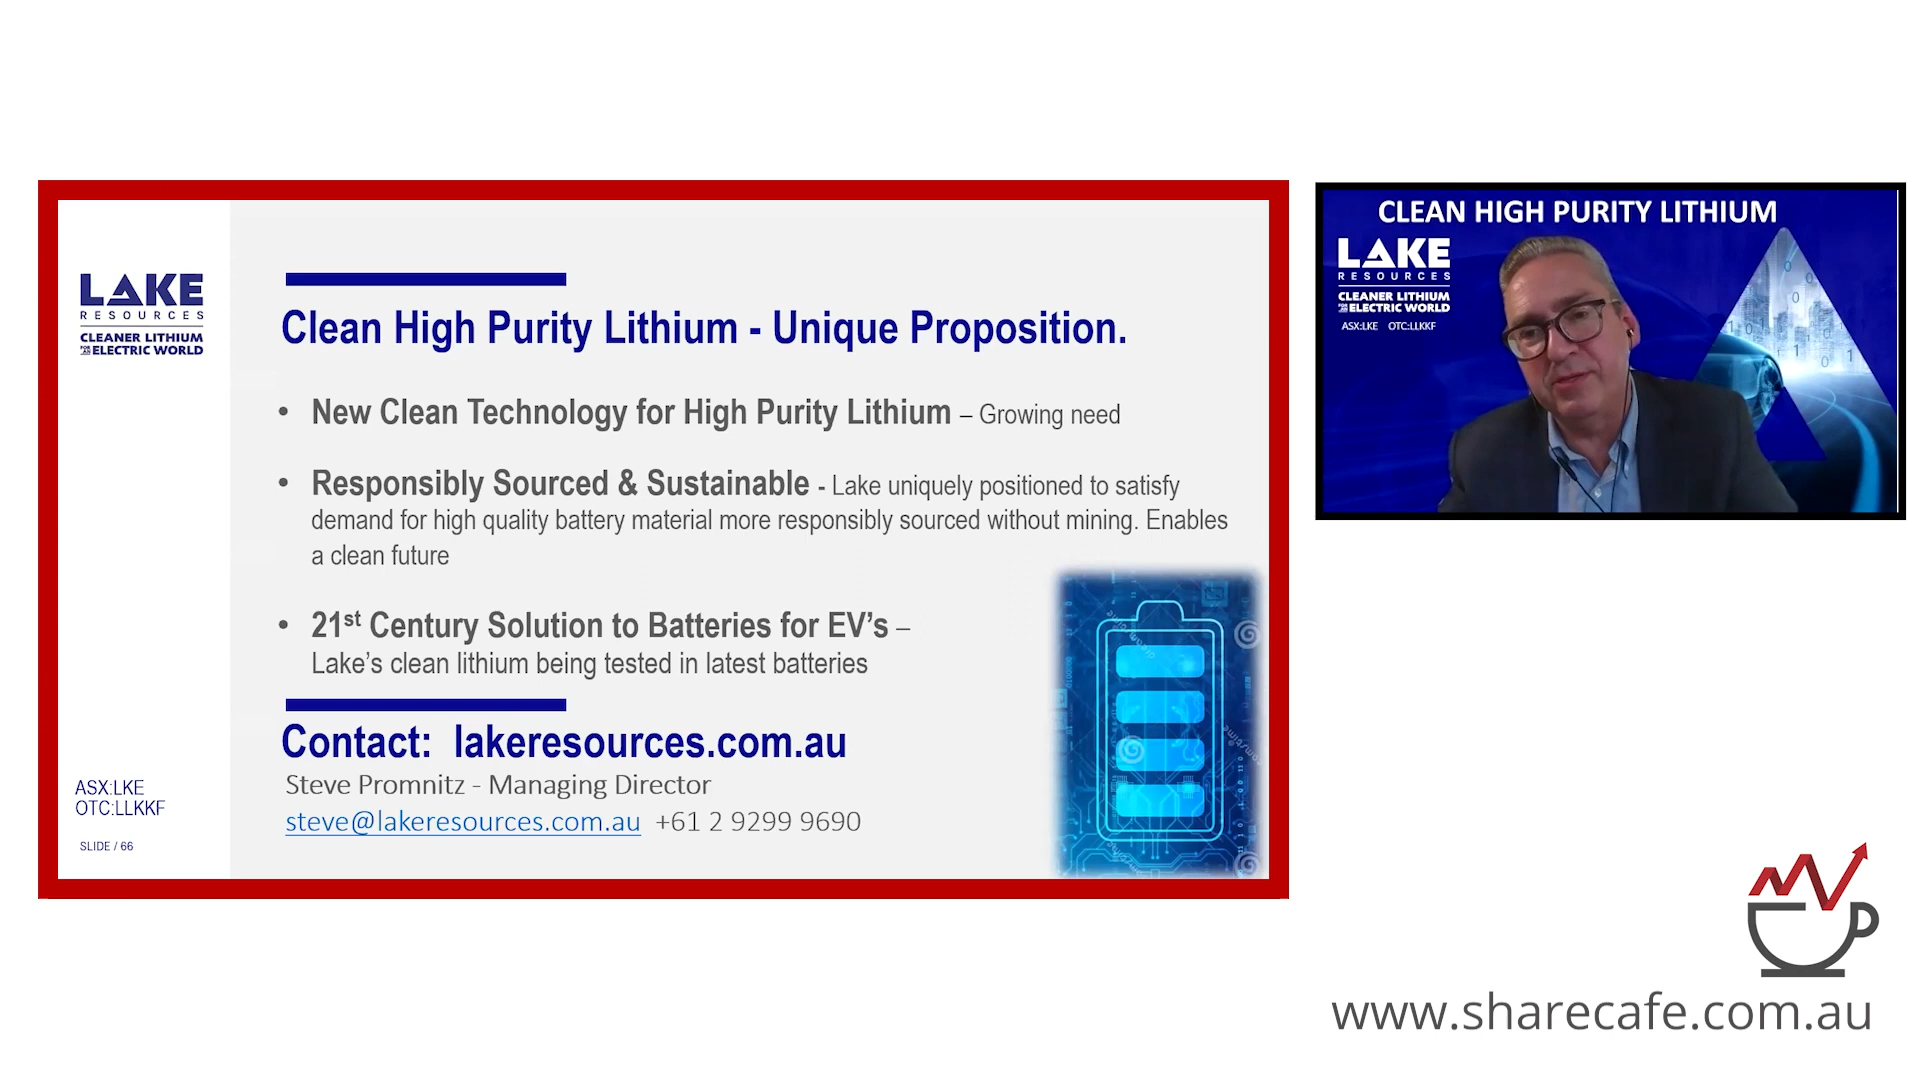 LAKE
RESOURCES
CLEANER LITHIUM
FOR AN ELECTRIC WORLD
Clean High Purity Lithium - Unique Proposition.
• New Clean Technology for High Purity Lithium – Growing need
• Responsibly Sourced & Sustainable - Lake uniquely positioned to satisfy
demand for high quality battery material more responsibly sourced without mining. Enables
a clean future
• 21st Century Solution to Batteries for EV's –
Lake's clean lithium being tested in latest batteries
Contact: lakeresources.com.au
Steve Promnitz - Managing Director
steve@lakeresources.com.au +61 2 9299 9690
ASX:LKE
OTC:LLKKF
SLIDE / 66
CLEAN HIGH PURITY LITHIUM
LAKE
RESOURCES
CLEANER LITHIUM
FOR AN ELECTRIC WORLD
ASX:LKE OTC:LLKKF
www.sharecafe.com.au